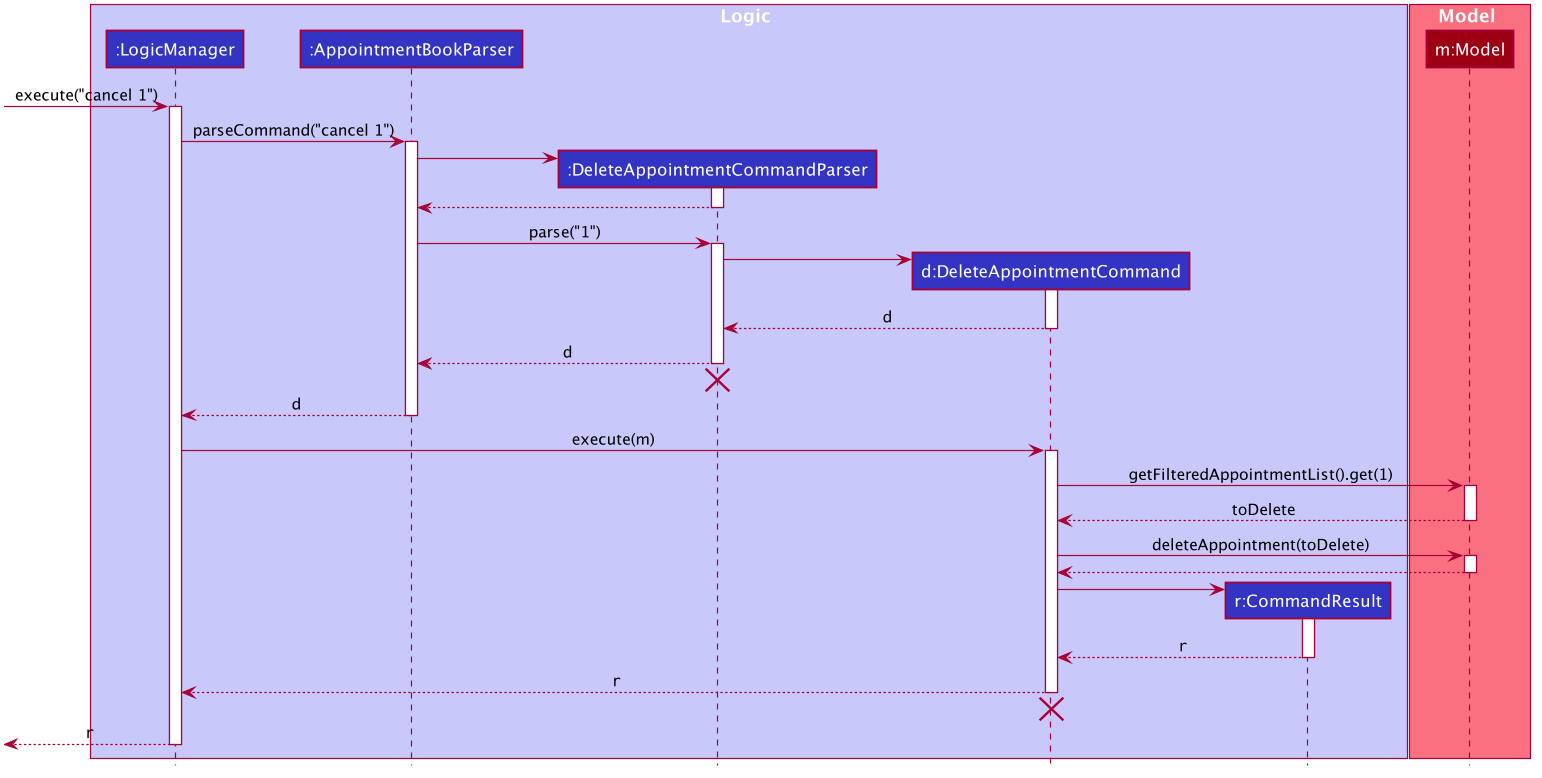 Logic
Model
:LogicManager
:AppointmentBookParser
m:Model
execute("cancel 1")
parseCommand("cancel 1")
:DeleteAppointmentCommandParser
parse("1")
d:DeleteAppointmentCommand
d
d
d
execute(m)
getFilteredAppointmentList().get(1)
toDelete
deleteAppointment(toDelete)
r:CommandResult
r
r
r